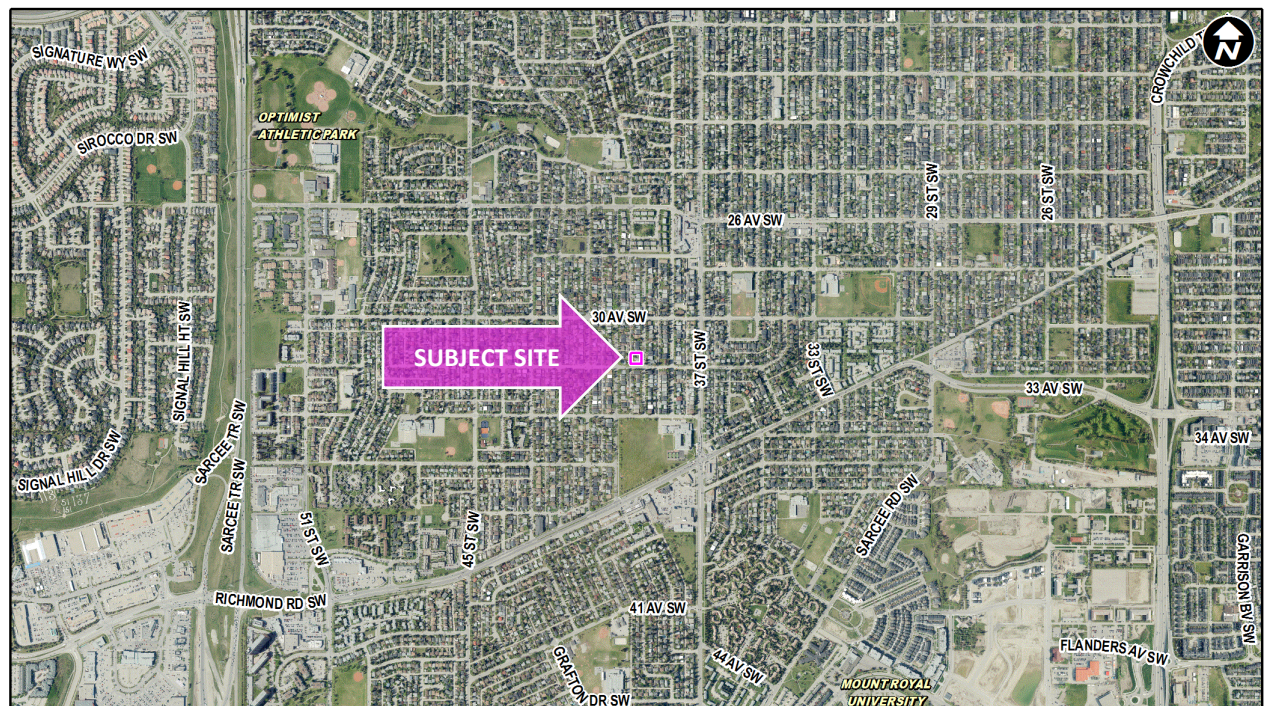 SIGNATURE WY SW
CROWCHILD T
N
OPTIMIST
ATHLETIC PARK
SIROCCO DR SW
29 ST SW
26 ST SW
26 AV SW
30 AV SW
SIGNAL HILL HT SW
SUBJECT SITE
37 ST SW
33 ST SW
33 AV SW
34 AV SW
SARCEE TR SW
SIGNAL HILL DR SW
SARCEE TR SW
51 ST SW
45 ST SW
SARCEE RD SW
GARRISON BV SW
RICHMOND RD SW
41 AV SW
FLANDERS AV SW
44 AV SW
GRAFTON DR SW
MOUNT ROYAL
UNIVERSITY